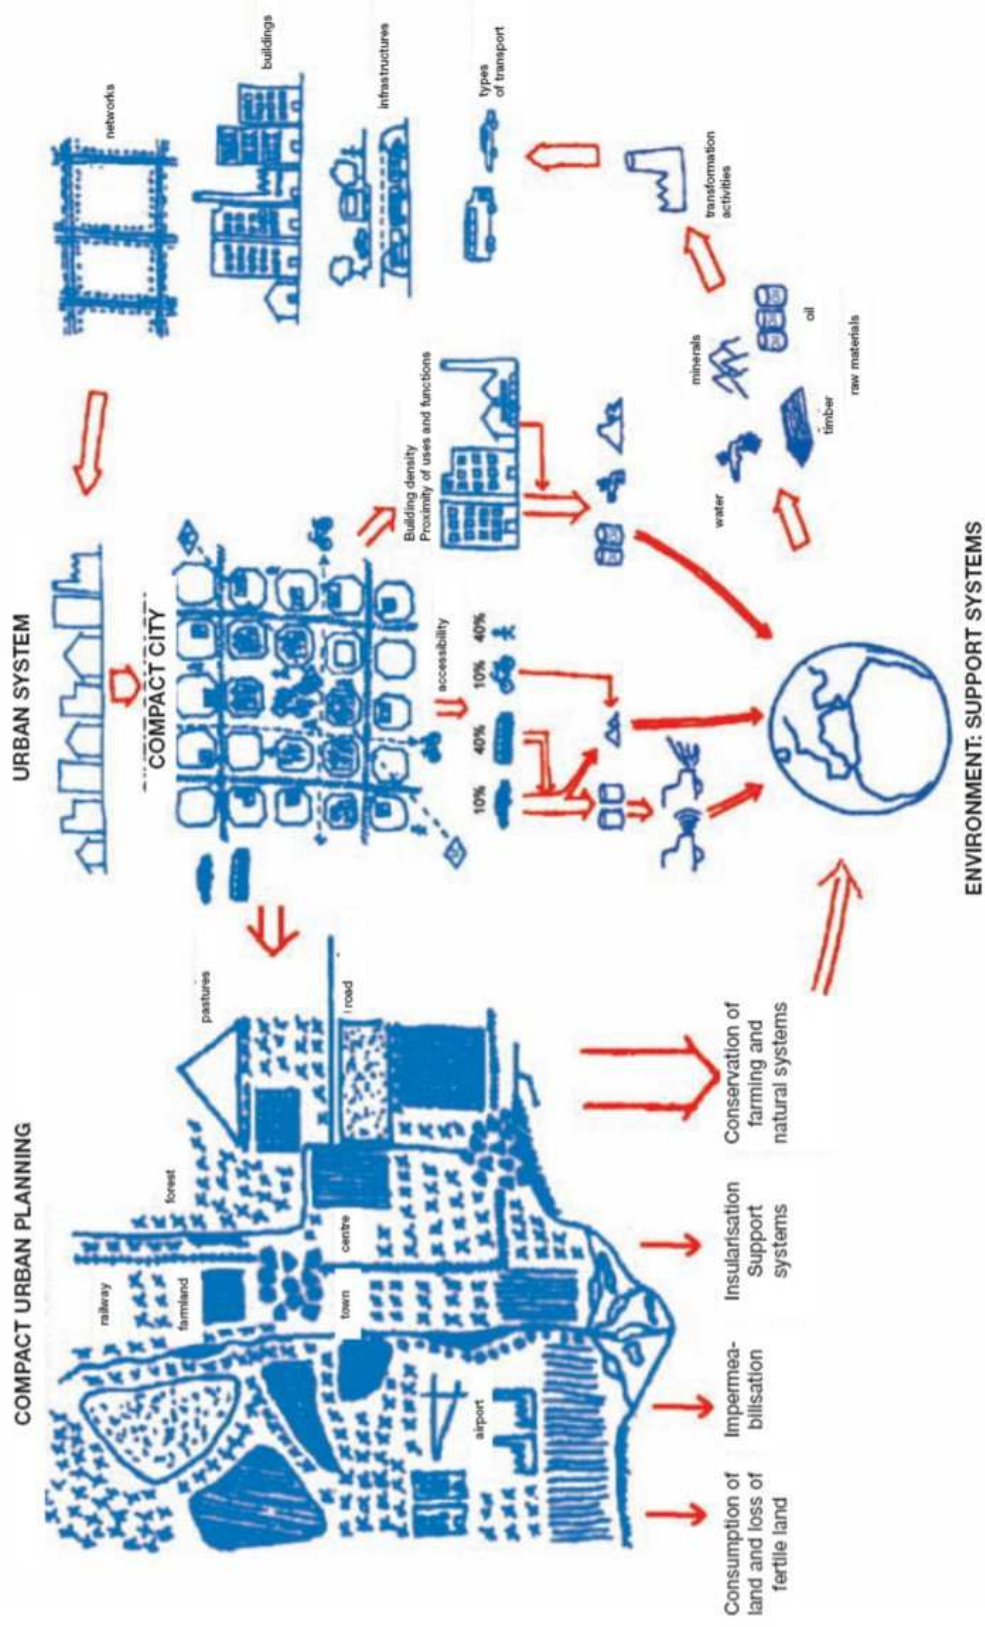 COMPACT URBAN PLANNING
URBAN SYSTEM
railway
forest
pastures
farmland
town
centre
road
airport
COMPACT CITY
accessibility
10%
40%
10%
40%
Building density
Proximity of uses and functions
networks
buildings
infrastructures
types
of transport
transformation
activities
water
minerals
timber
oil
raw materials
Consumption of
land and loss of
fertile land
Impermea-
bilisation
Insularisation
Support
systems
Conservation of
farming and
natural systems
ENVIRONMENT: SUPPORT SYSTEMS